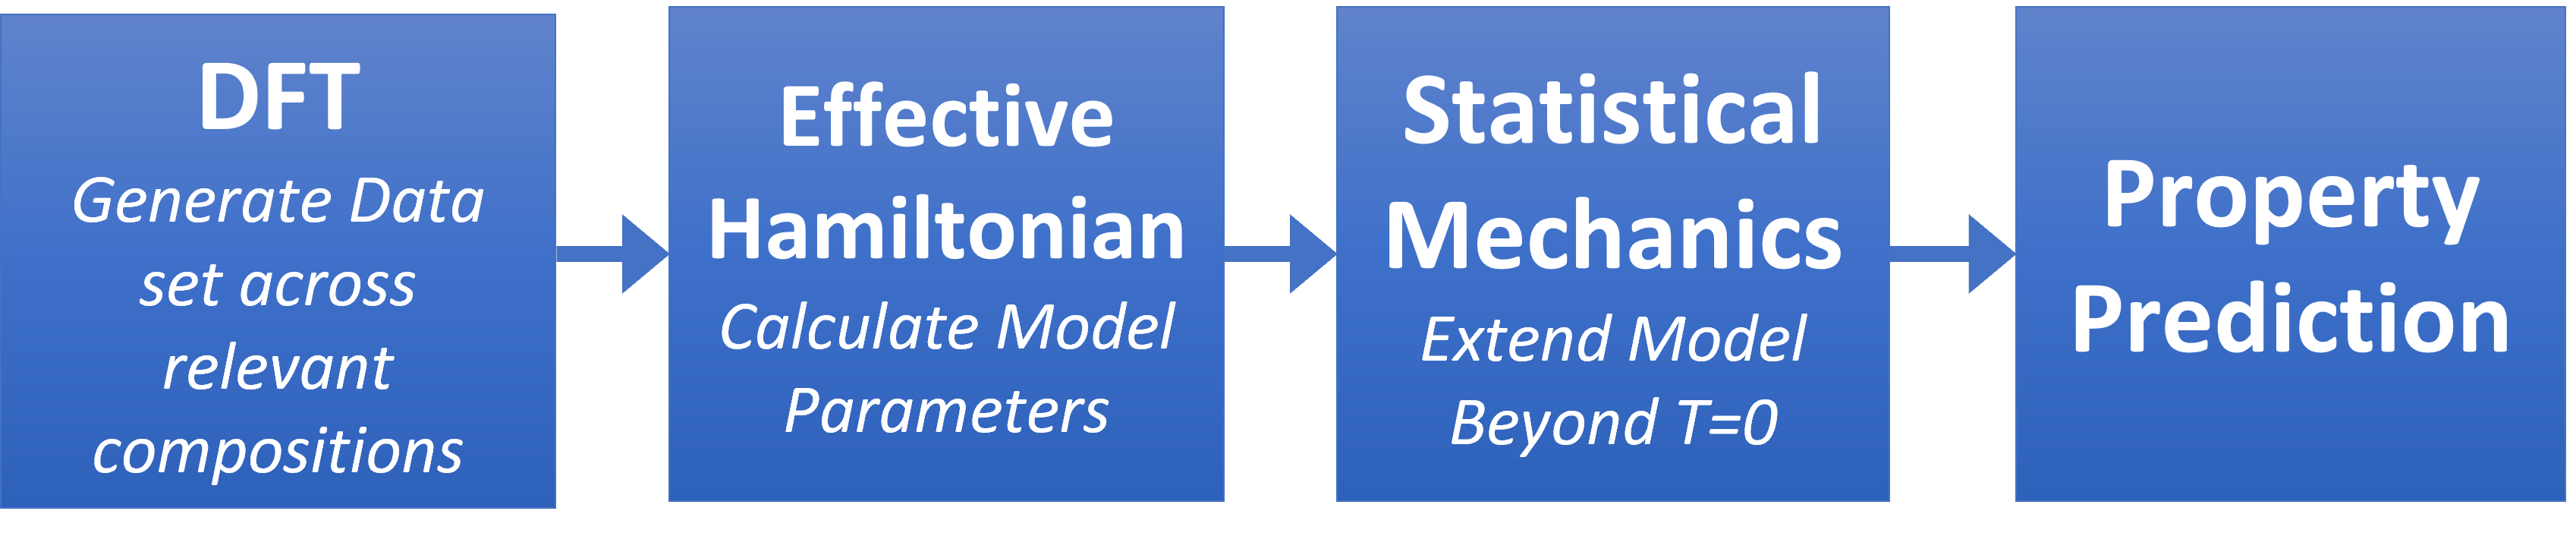 DFT
Generate Data
set across
relevant
compositions
Effective
Hamiltonian
Calculate Model
Parameters
Statistical
Mechanics
Extend Model
Beyond T=0
Property
Prediction